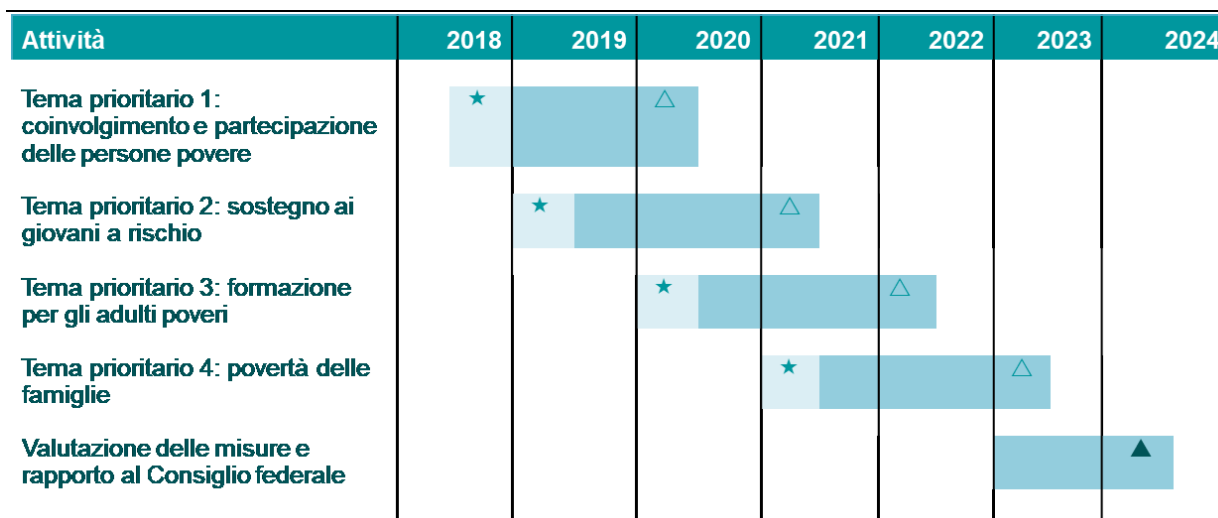 Attività 2018 2019 2020 2021 2022 2023 2024
Tema prioritario 1:
coinvolgimento e partecipazione
delle persone povere
Tema prioritario 2: sostegno ai
giovani a rischio
Tema prioritario 3: formazione
per gli adulti poveri
Tema prioritario 4: povertà delle
famiglie
Valutazione delle misure e
rapporto al Consiglio federale